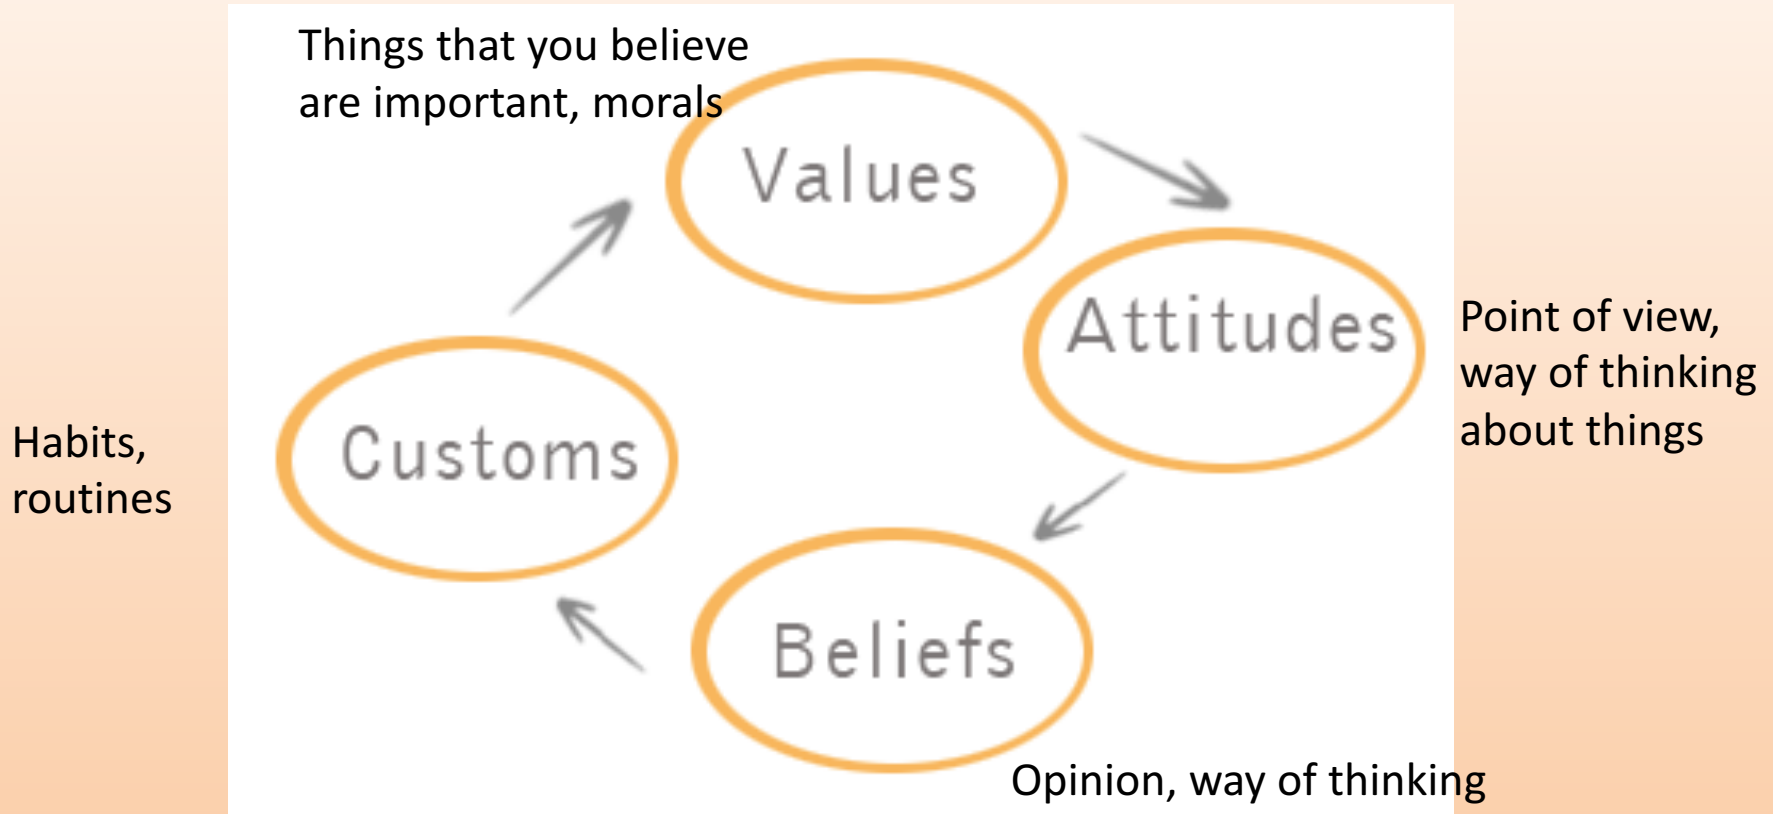 Things that you believe
are important, morals
Values
Attitudes
Point of view,
way of thinking
about things
Customs
Habits,
routines
Beliefs
Opinion, way of thinking